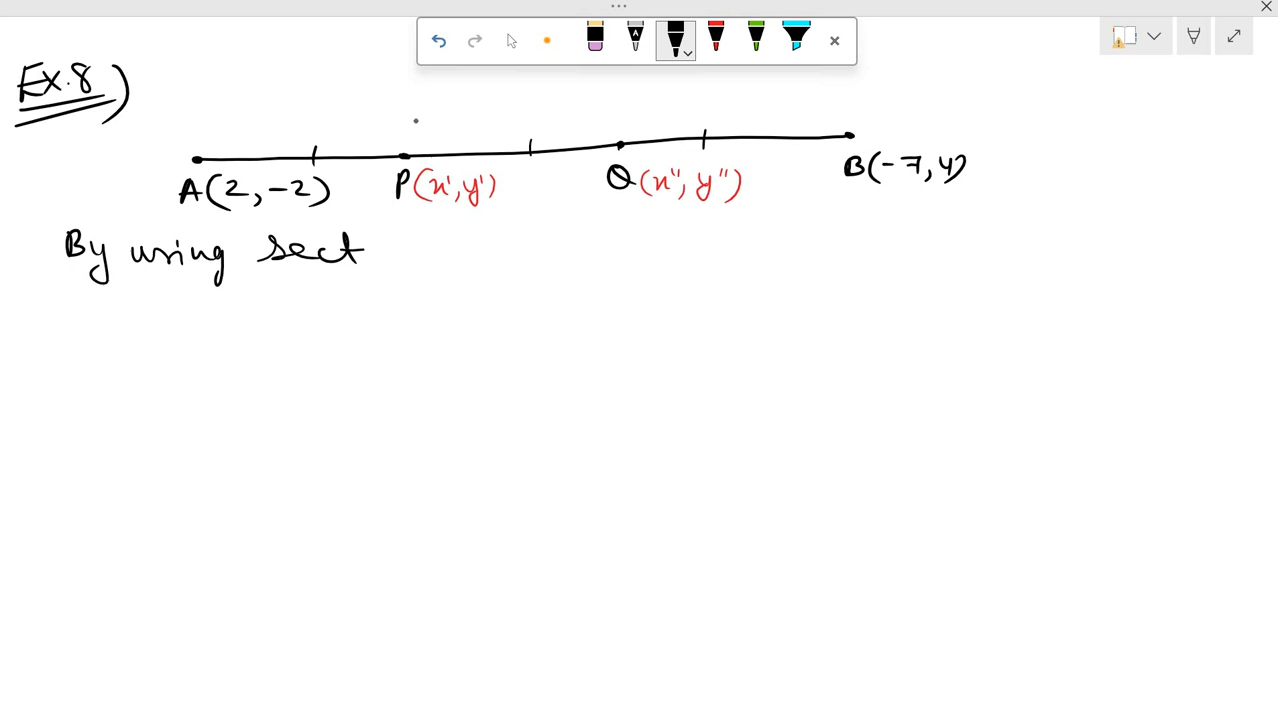 Ex.8)
A(2,-2) P(x',y') Q(x'', y'') B(-7,4)
By using sect